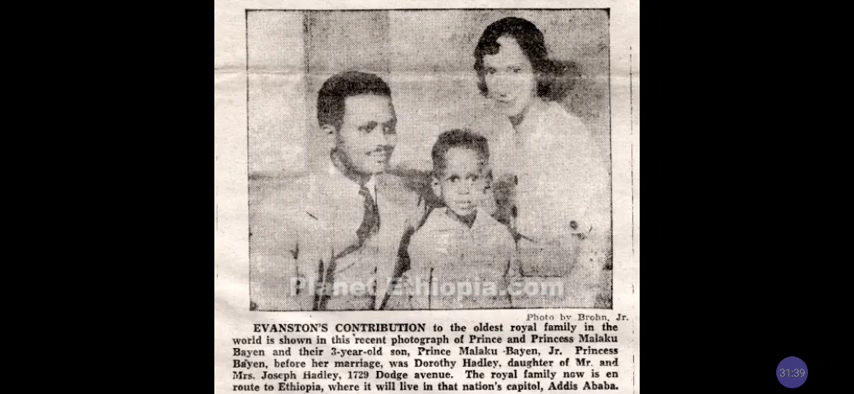 Planet Ethiopia.com
Photo by Brohn, Jr.
EVANSTON'S CONTRIBUTION to the oldest royal family in the
world is shown in this recent photograph of Prince and Princess Malaku
Bayen and their 3-year-old son, Prince Malaku Bayen, Jr. Princess
Bayen, before her marriage, was Dorothy Hadley, daughter of Mr. and
Mrs. Joseph Hadley, 1729 Dodge avenue. The royal family now is en
route to Ethiopia, where it will live in that nation's capitol, Addis Ababa.
31:39